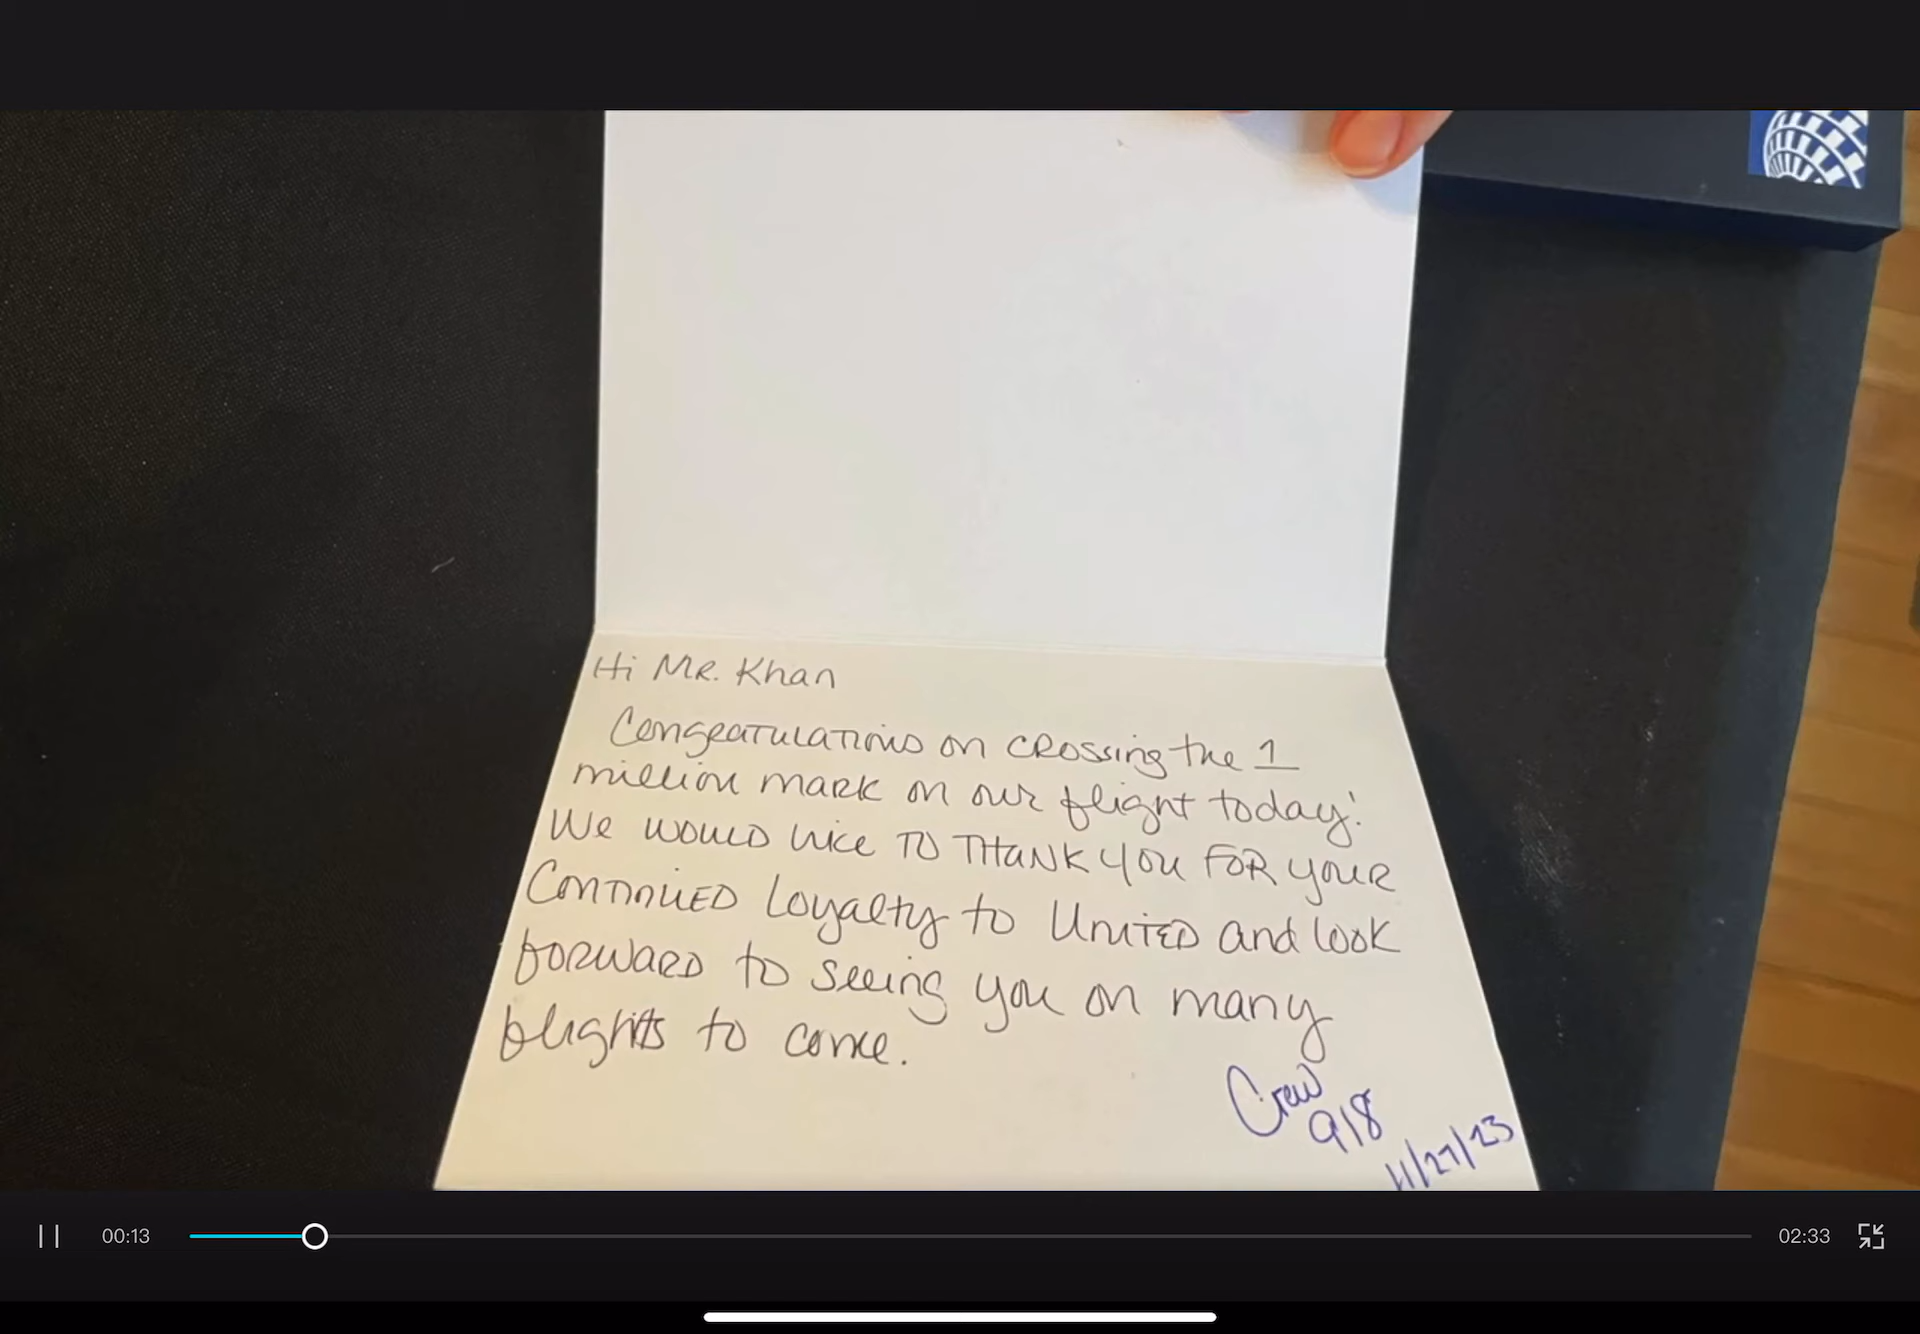 Hi Mr. Khan
Congratulations on crossing the 1
million mark on our flight today!
We would like to thank you for your
continued loyalty to United and look
forward to seeing you on many
flights to come.
Crew
918
11/27/23
00:13
02:33